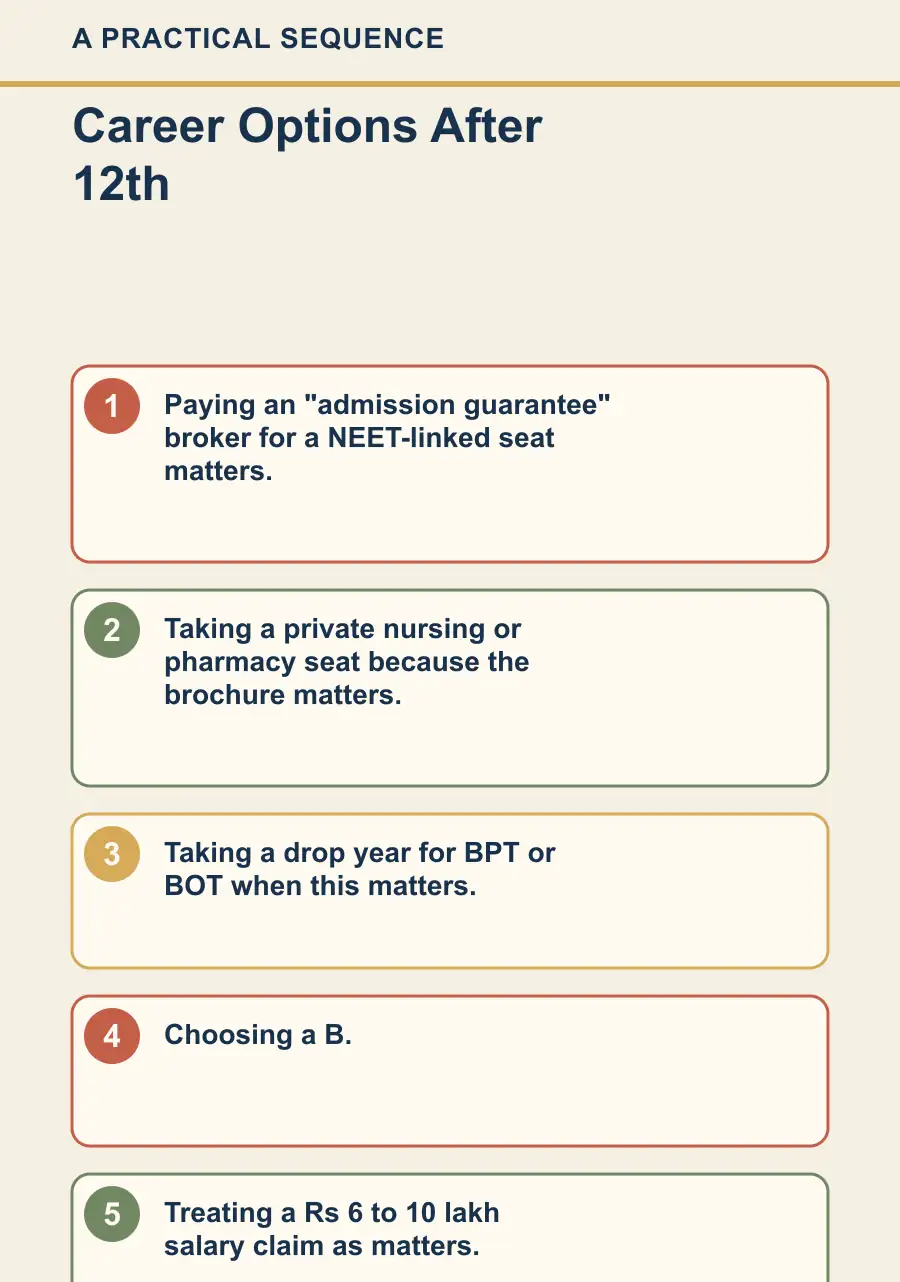 A PRACTICAL SEQUENCE
Career Options After
12th
1
Paying an "admission guarantee"
broker for a NEET-linked seat
matters.
2
Taking a private nursing or
pharmacy seat because the
brochure matters.
3
Taking a drop year for BPT or
BOT when this matters.
4
Choosing a B.
5
Treating a Rs 6 to 10 lakh
salary claim as matters.